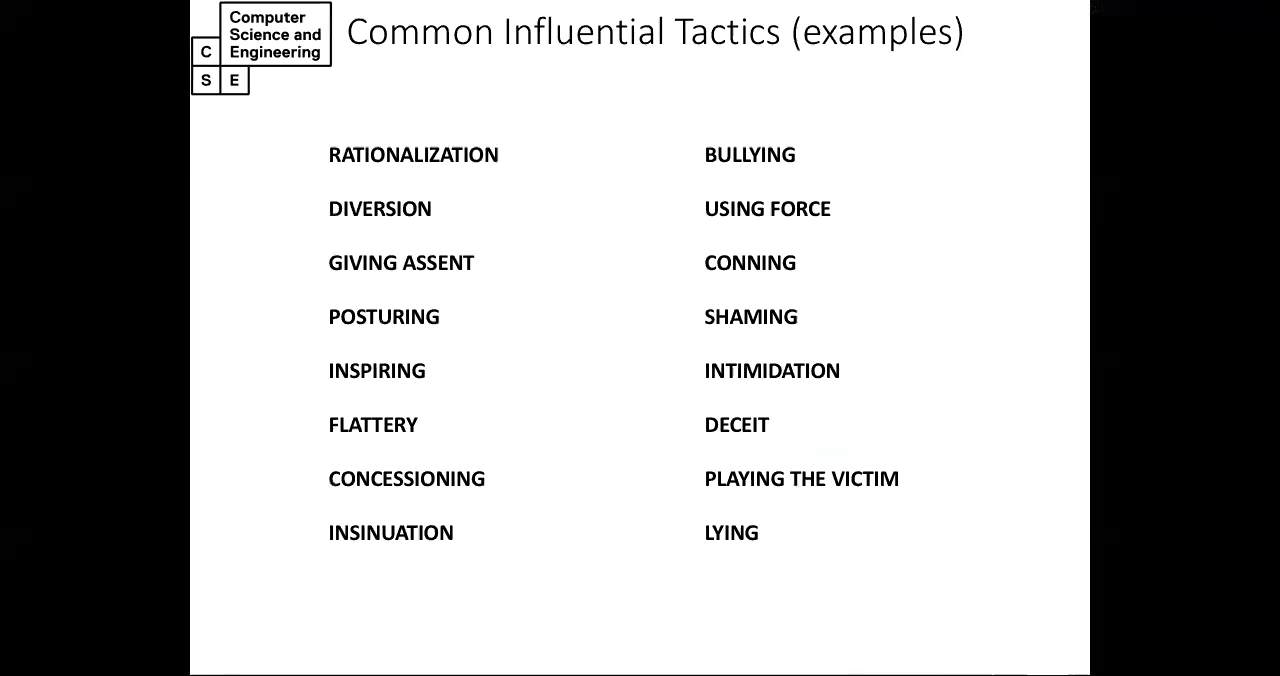 Computer
Science and
Engineering
C
S E
Common Influential Tactics (examples)
RATIONALIZATION
DIVERSION
GIVING ASSENT
POSTURING
INSPIRING
FLATTERY
CONCESSIONING
INSINUATION
BULLYING
USING FORCE
CONNING
SHAMING
INTIMIDATION
DECEIT
PLAYING THE VICTIM
LYING